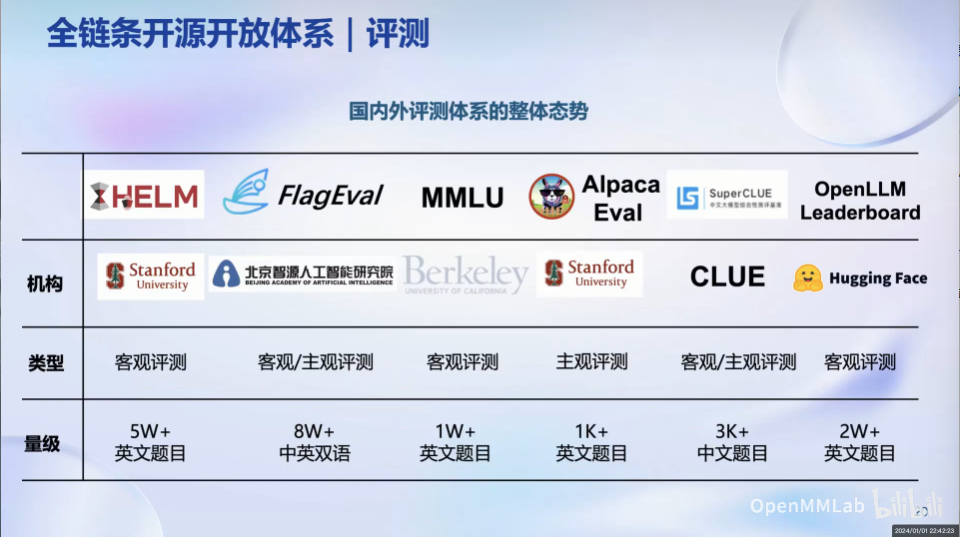 全链条开源开放体系｜评测
国内外评测体系的整体态势
HELM
FlagEval
MMLU
Alpaca
Eval
SuperCLUE
中文大模型综合性测评基准
OpenLLM
Leaderboard
机构
Stanford
University
北京智源人工智能研究院
BEIJING ACADEMY OF ARTIFICIAL INTELLIGENCE
Berkeley
UNIVERSITY OF CALIFORNIA
Stanford
University
CLUE
Hugging Face
类型
客观评测
客观/主观评测
客观评测
主观评测
客观/主观评测
客观评测
量级
5W+
英文题目
8W+
中英双语
1W+
英文题目
1K+
英文题目
3K+
中文题目
2W+
英文题目
OpenMMLab
bilibili
20
2024/01/01 22:42:23